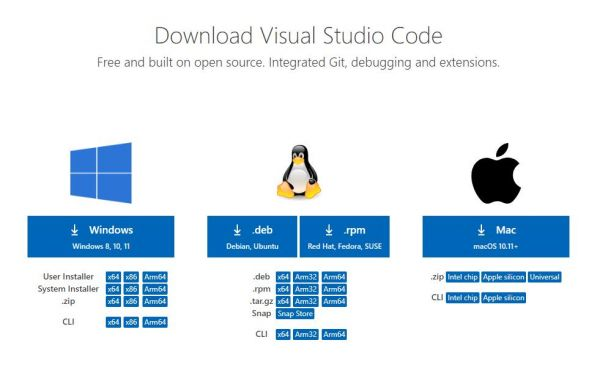 Download Visual Studio Code
Free and built on open source. Integrated Git, debugging and extensions.
Windows
Windows 8, 10, 11
User Installer x64 x86 Arm64
System Installer x64 x86 Arm64
.zip x64 x86 Arm64
CLI x64 x86 Arm64
.deb
Debian, Ubuntu
.rpm
Red Hat, Fedora, SUSE
.deb x64 Arm32 Arm64
.rpm x64 Arm32 Arm64
.tar.gz x64 Arm32 Arm64
Snap Snap Store
CLI x64 Arm32 Arm64
Mac
macOS 10.11+
.zip Intel chip Apple silicon Universal
CLI Intel chip Apple silicon